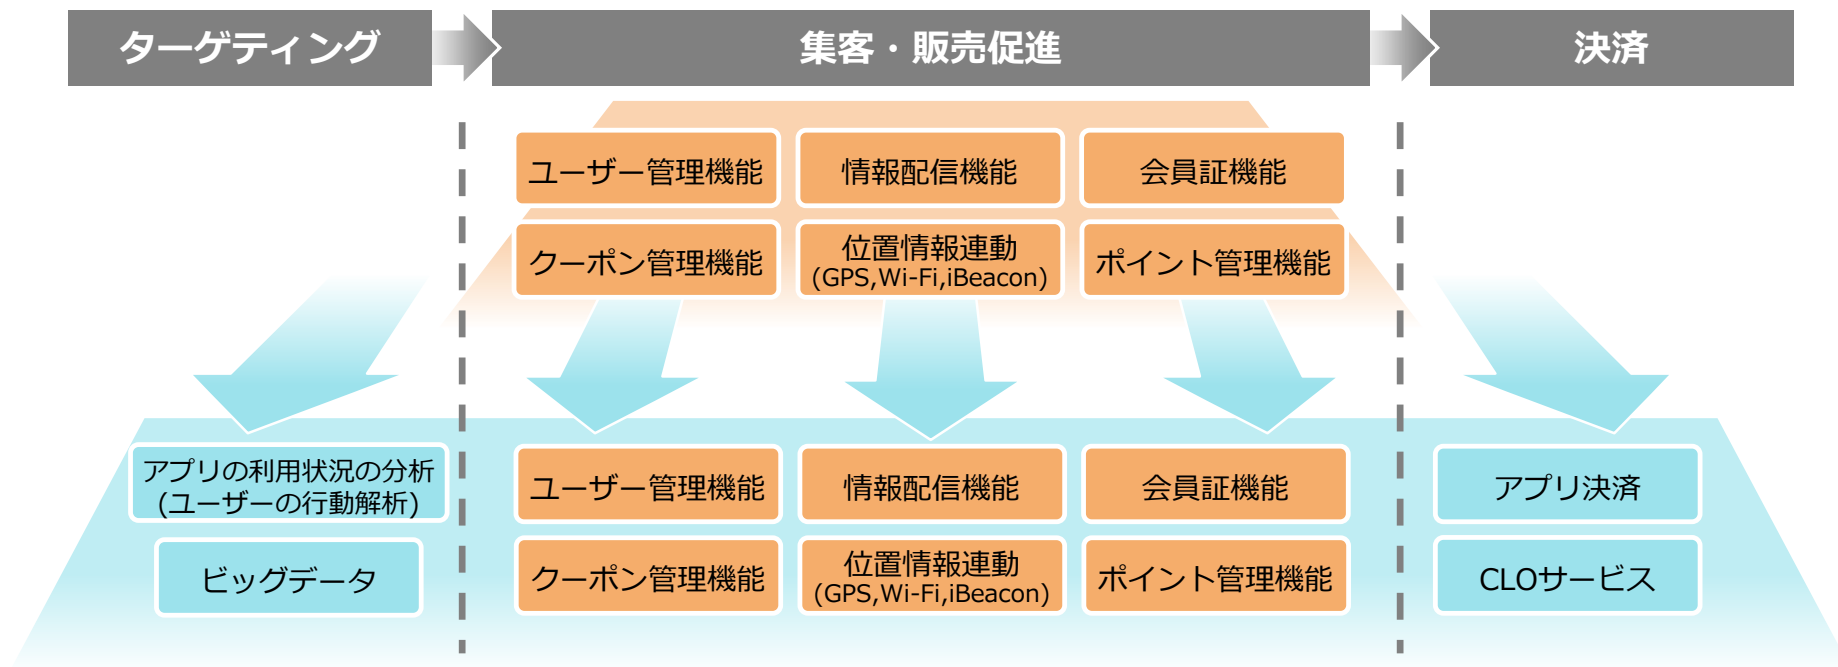 ターゲティング
集客・販売促進
決済
ユーザー管理機能
情報配信機能
会員証機能
クーポン管理機能
位置情報連動
(GPS,Wi-Fi,iBeacon)
ポイント管理機能
アプリの利用状況の分析
(ユーザーの行動解析)
ユーザー管理機能
情報配信機能
会員証機能
アプリ決済
ビッグデータ
クーポン管理機能
位置情報連動
(GPS,Wi-Fi,iBeacon)
ポイント管理機能
CLOサービス